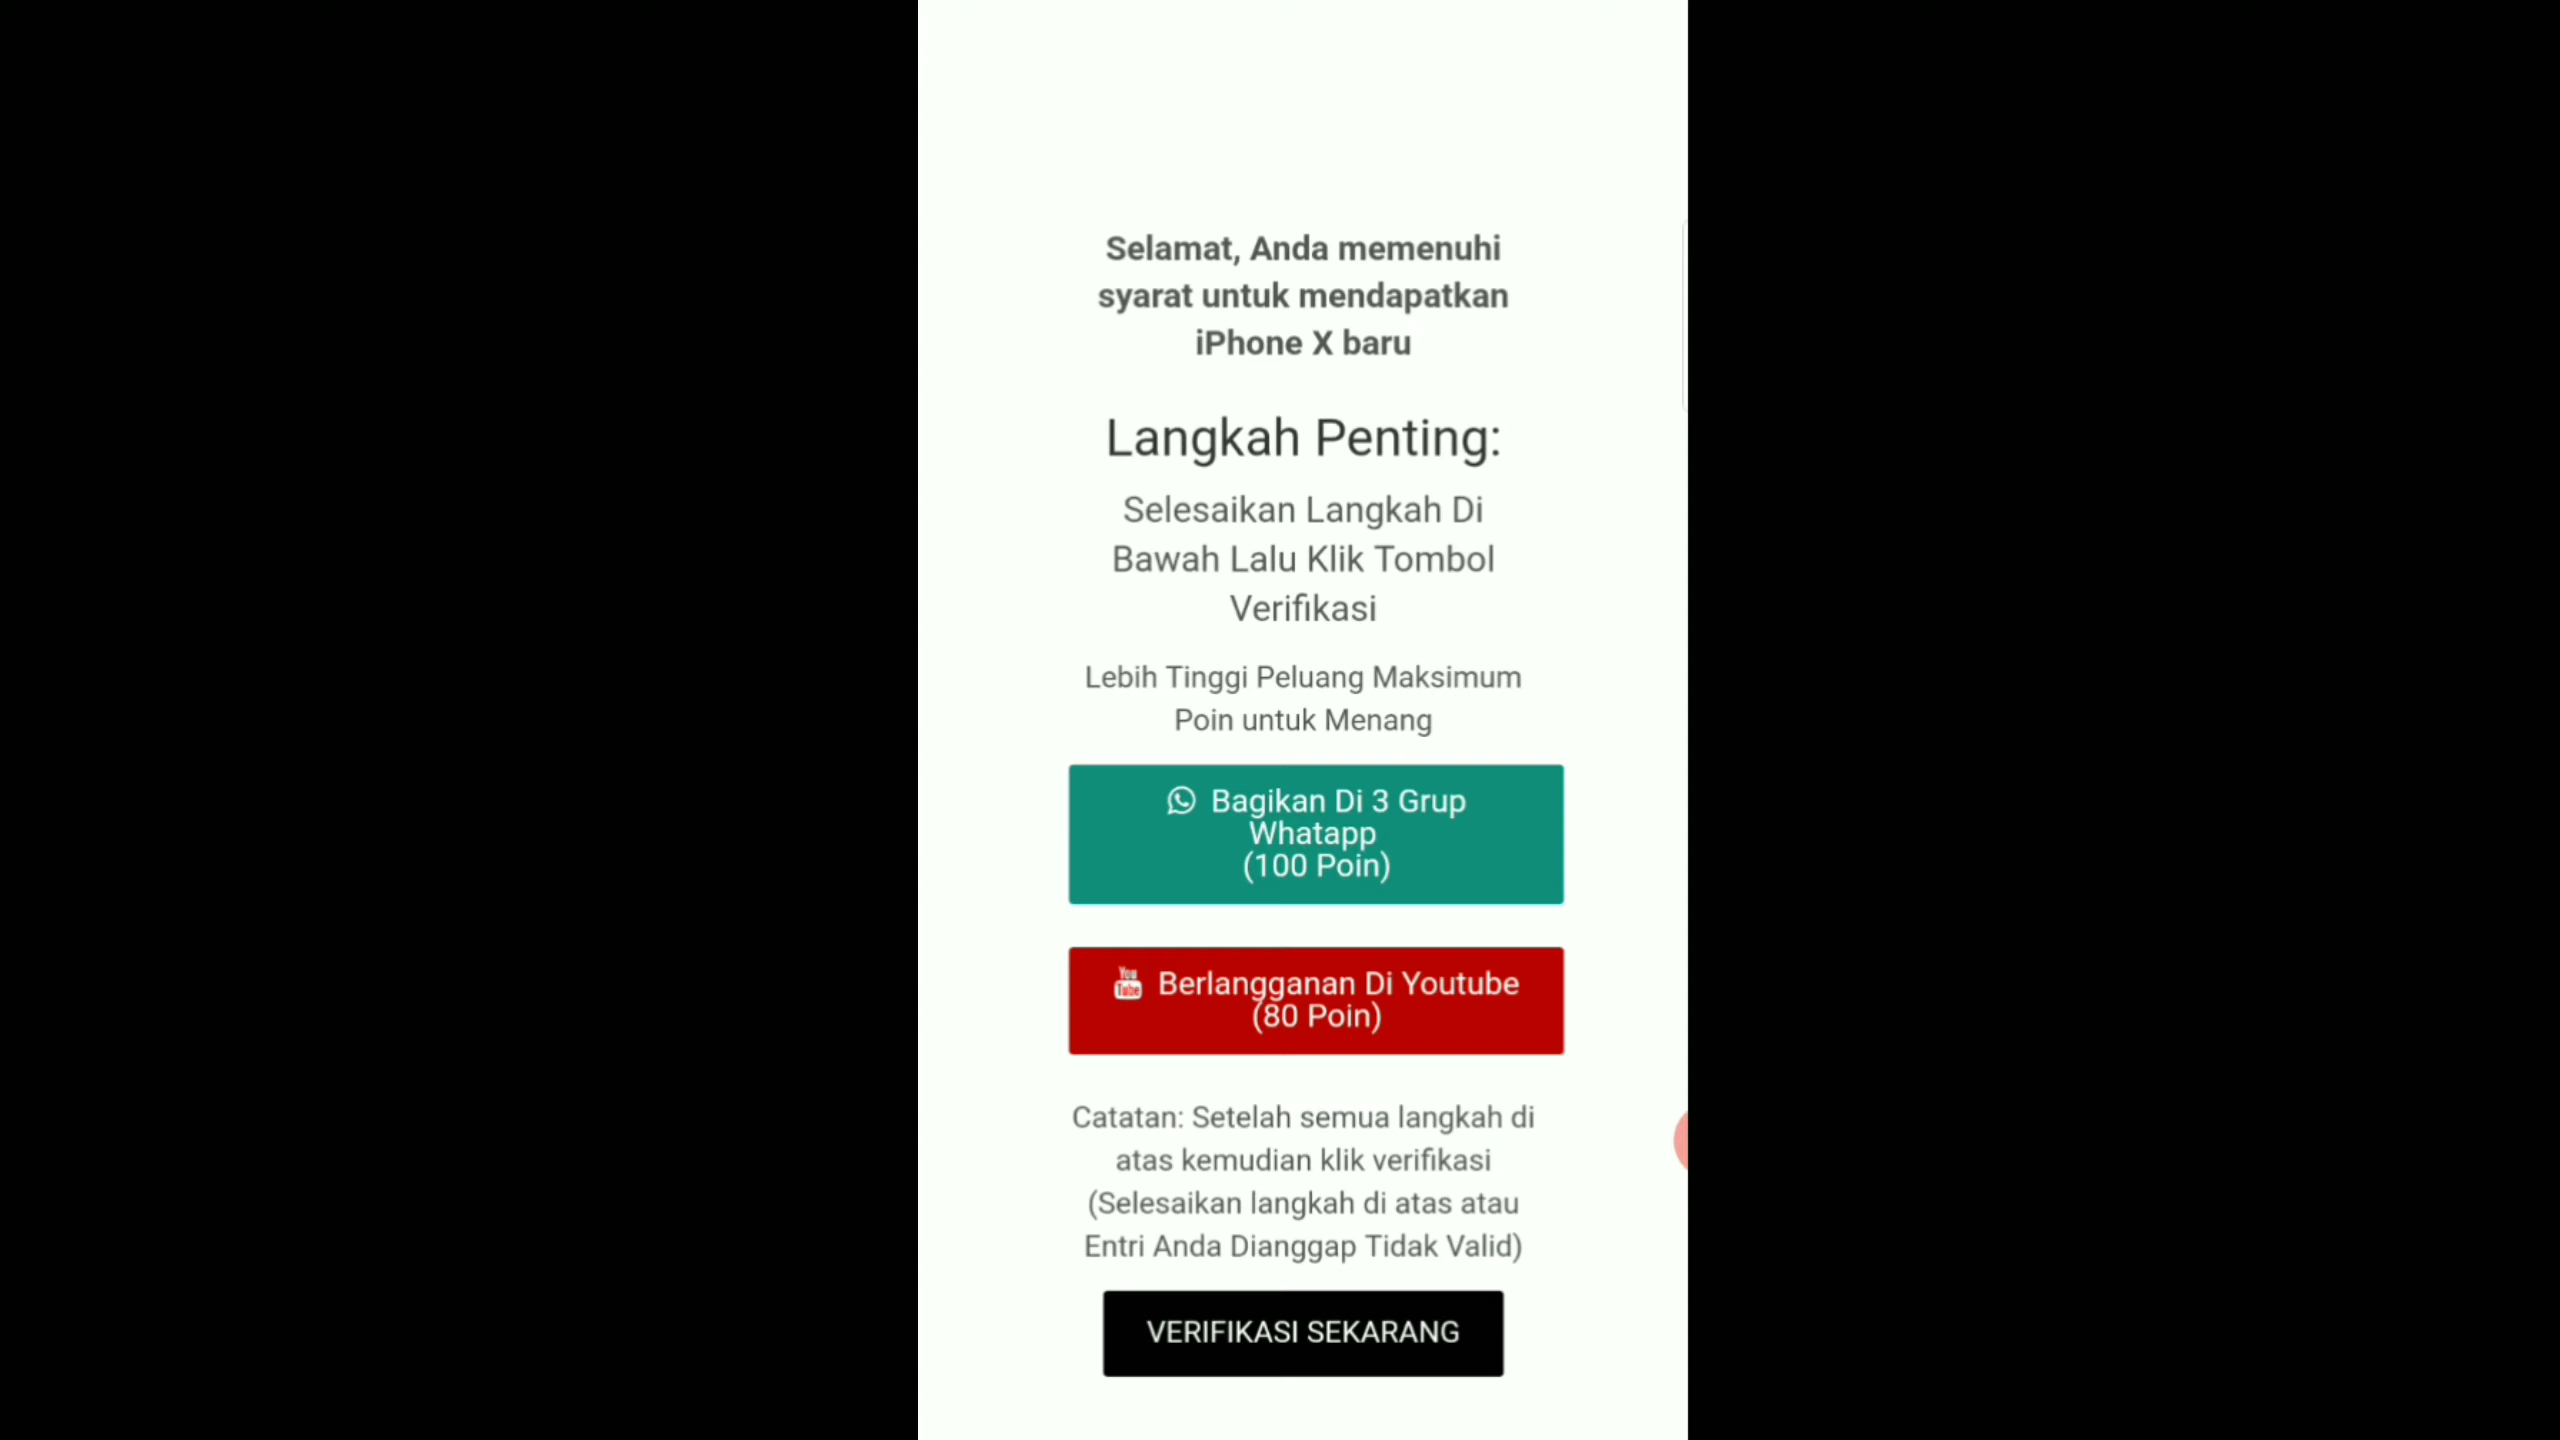 Selamat, Anda memenuhi
syarat untuk mendapatkan
iPhone X baru
Langkah Penting:
Selesaikan Langkah Di
Bawah Lalu Klik Tombol
Verifikasi
Lebih Tinggi Peluang Maksimum
Poin untuk Menang
Bagikan Di 3 Grup
Whatapp
(100 Poin)
You
Tube
Berlangganan Di Youtube
(80 Poin)
Catatan: Setelah semua langkah di
atas kemudian klik verifikasi
(Selesaikan langkah di atas atau
Entri Anda Dianggap Tidak Valid)
VERIFIKASI SEKARANG